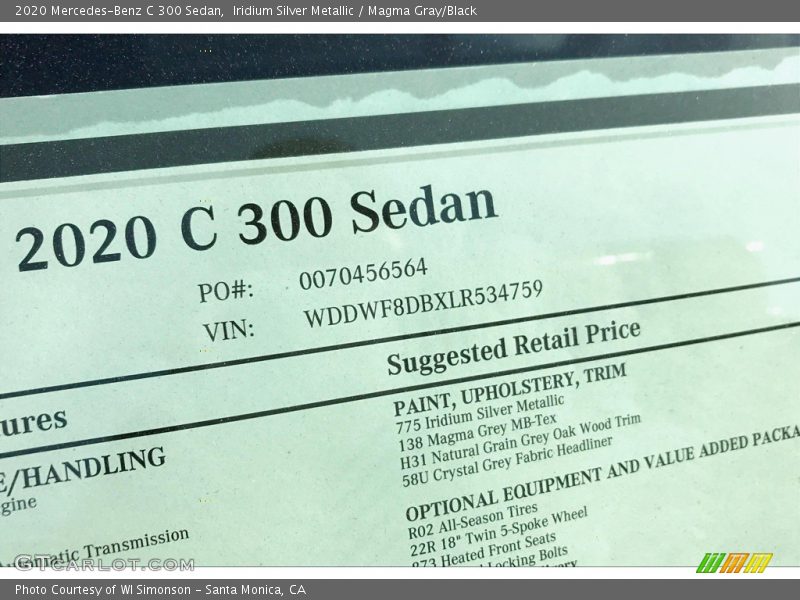 2020 Mercedes-Benz C 300 Sedan, Iridium Silver Metallic / Magma Gray/Black
2020 C 300 Sedan
PO#: 0070456564
VIN: WDDWF8DBXLR534759
Suggested Retail Price
ures
E/HANDLING
gine
Transmission
PAINT, UPHOLSTERY, TRIM
775 Iridium Silver Metallic
138 Magma Grey MB-Tex
H31 Natural Grain Grey Oak Wood Trim
58U Crystal Grey Fabric Headliner
OPTIONAL EQUIPMENT AND VALUE ADDED PACKA
R02 All-Season Tires
22R 18" Twin 5-Spoke Wheel
873 Heated Front Seats
Locking Bolts
GTCarLot.com
Photo Courtesy of WI Simonson - Santa Monica, CA